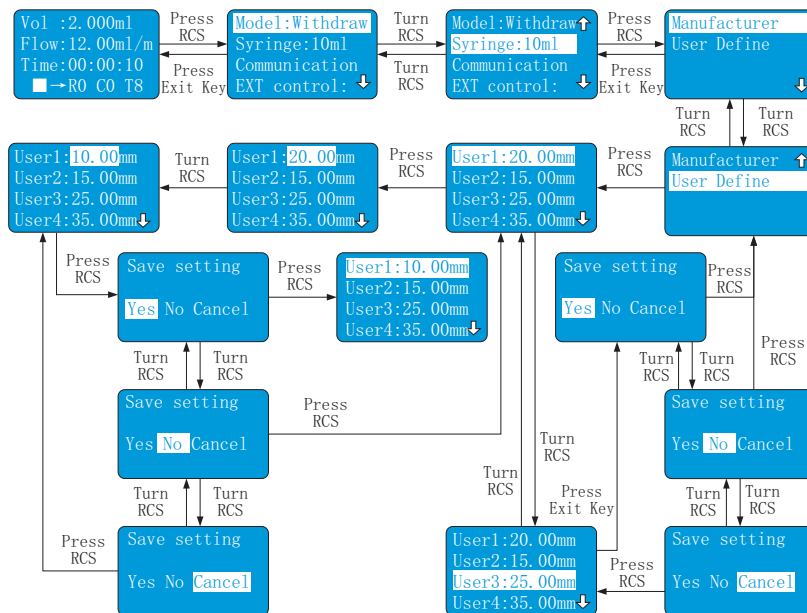 Vol :2.000ml
Flow:12.00ml/m
Time:00:00:10
■→R0 C0 T8
Press
RCS
Press
Exit Key
Model:Withdraw
Syringe:10ml
Communication
EXT control:
Turn
RCS
Turn
RCS
Model:Withdraw
Syringe:10ml
Communication
EXT control:
Press
RCS
Press
Exit Key
Manufacturer
User Define
Turn
RCS
Turn
RCS
User1:10.00mm
User2:15.00mm
User3:25.00mm
User4:35.00mm
Turn
RCS
User1:20.00mm
User2:15.00mm
User3:25.00mm
User4:35.00mm
Press
RCS
User1:20.00mm
User2:15.00mm
User3:25.00mm
User4:35.00mm
Press
RCS
Manufacturer
User Define
Press
RCS
Save setting
Yes No Cancel
Press
RCS
User1:10.00mm
User2:15.00mm
User3:25.00mm
User4:35.00mm
Save setting
Yes No Cancel
Press
RCS
Turn
RCS
Turn
RCS
Turn
RCS
Turn
RCS
Press
RCS
Save setting
Yes No Cancel
Press
RCS
Save setting
Yes No Cancel
Turn
RCS
Turn
RCS
Press
RCS
Turn
RCS
Turn
RCS
Press
Exit Key
Turn
RCS
Turn
RCS
Save setting
Yes No Cancel
User1:20.00mm
User2:15.00mm
User3:25.00mm
User4:35.00mm
Press
RCS
Save setting
Yes No Cancel